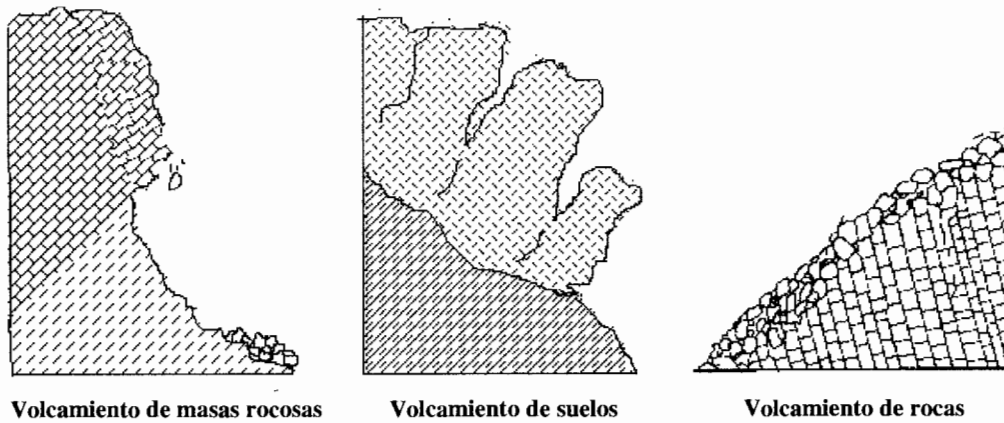 Volcamiento de masas rocosas
Volcamiento de suelos
Volcamiento de rocas